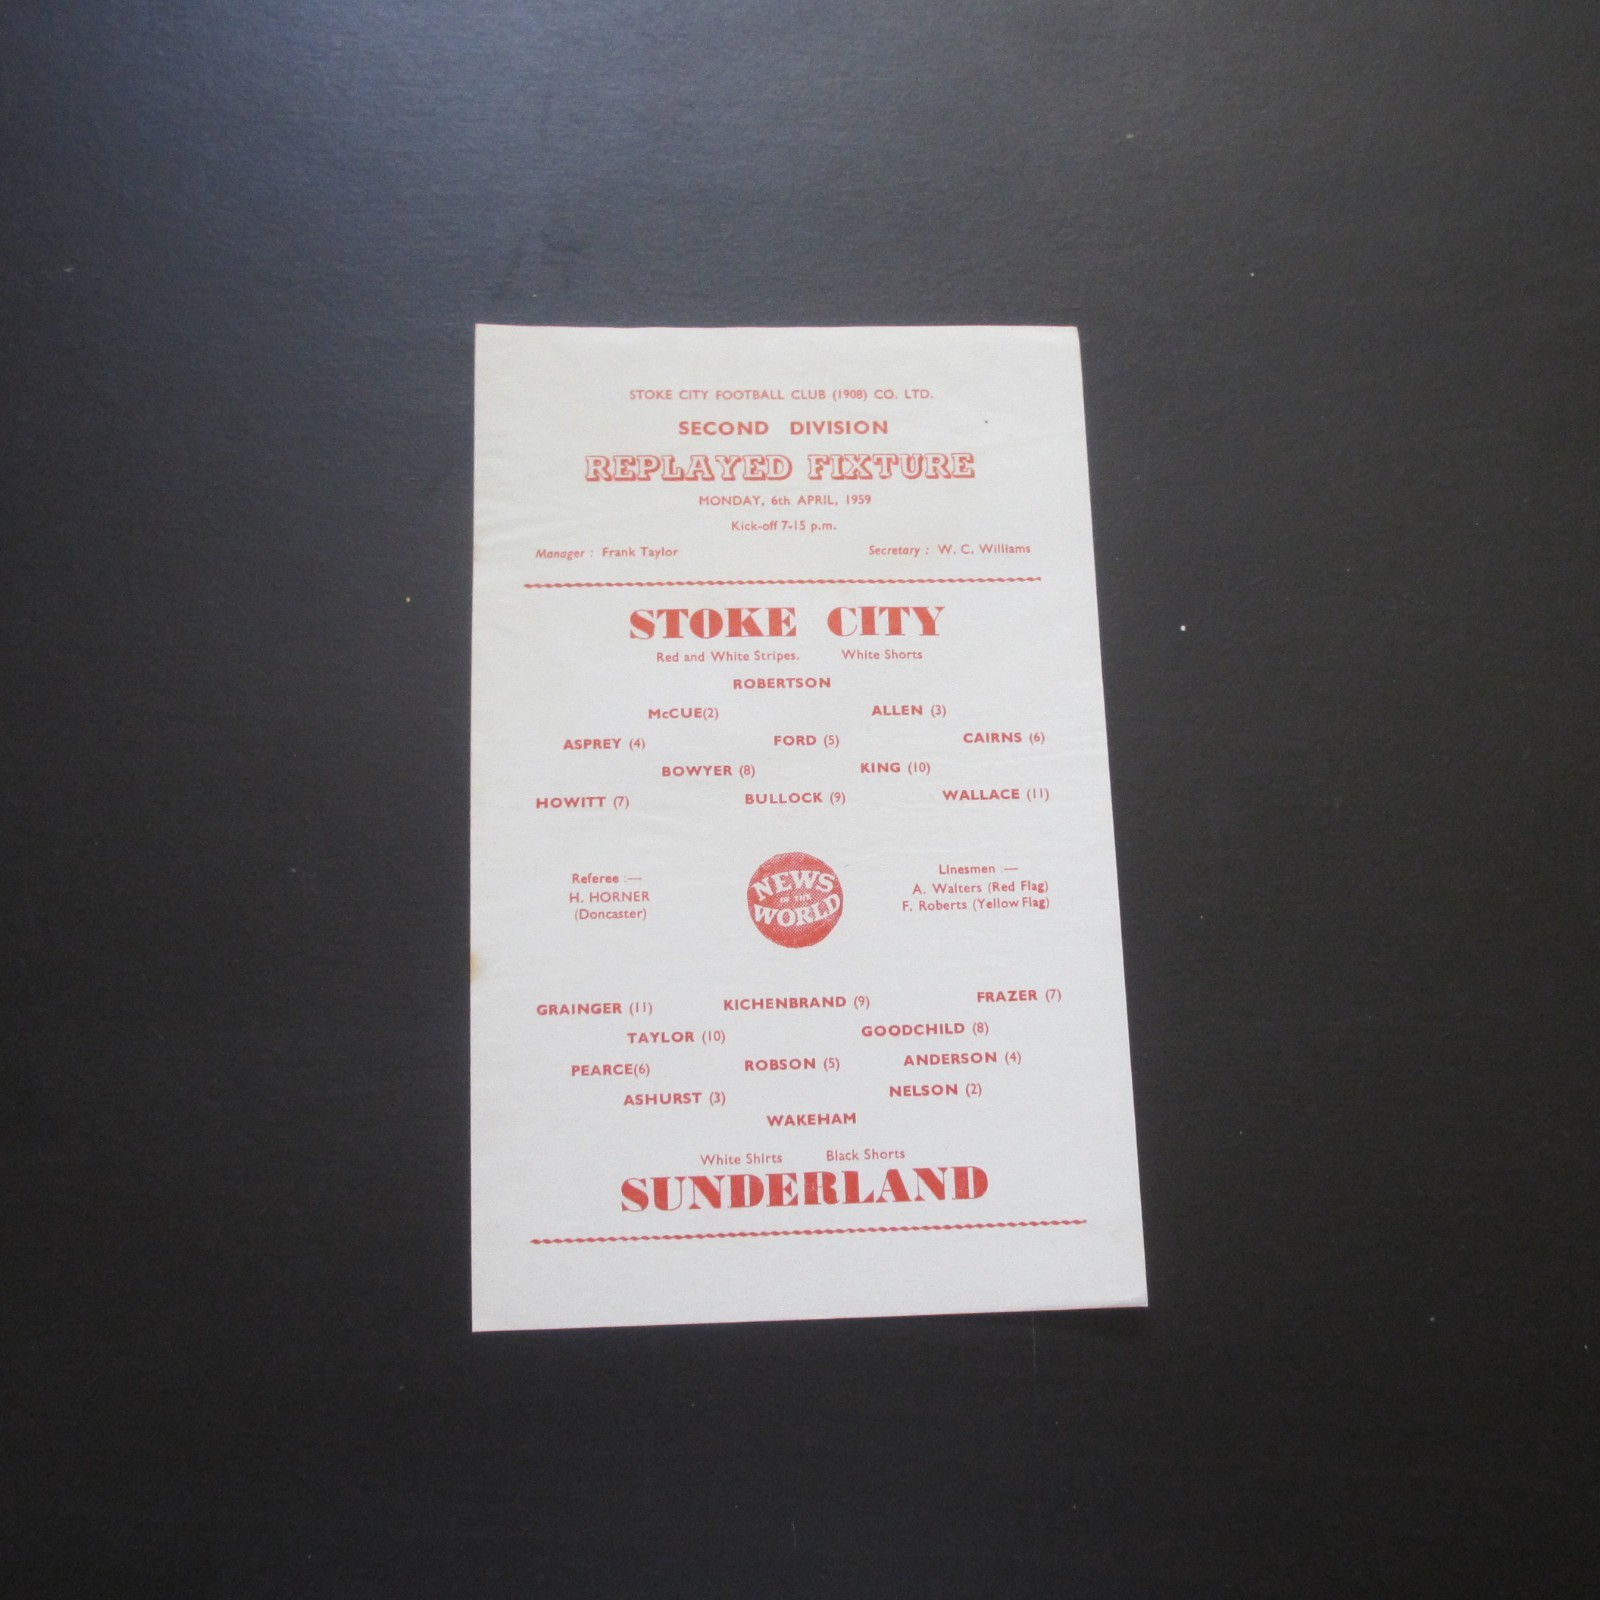 STOKE CITY FOOTBALL CLUB (1908) CO. LTD.
SECOND DIVISION
REPLAYED FIXTURE
MONDAY, 6th APRIL, 1959
Kick-off 7-15 p.m.
Manager : Frank Taylor Secretary : W. C. Williams
STOKE CITY
Red and White Stripes. White Shorts
ROBERTSON
McCUE(2) ALLEN (3)
ASPREY (4) FORD (5) CAIRNS (6)
BOWYER (8) KING (10)
HOWITT (7) BULLOCK (9) WALLACE (11)
Referee :—
H. HORNER
(Doncaster)
NEWS
OF THE
WORLD
Linesmen :—
A. Walters (Red Flag)
F. Roberts (Yellow Flag)
GRAINGER (11) KICHENBRAND (9) FRAZER (7)
TAYLOR (10) GOODCHILD (8)
PEARCE(6) ROBSON (5) ANDERSON (4)
ASHURST (3) NELSON (2)
WAKEHAM
White Shirts Black Shorts
SUNDERLAND